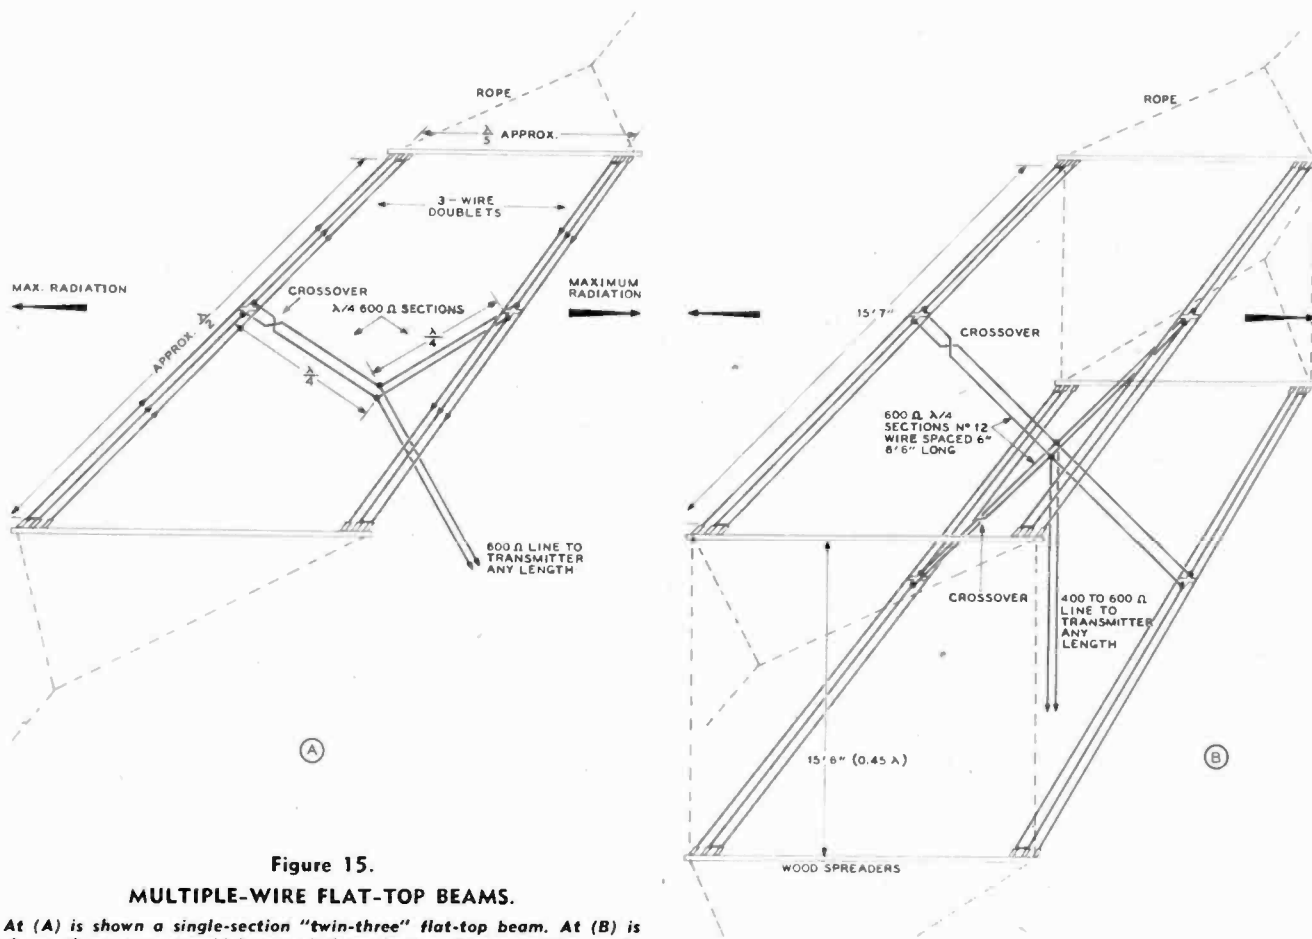 ROPE
λ/5 APPROX.
3-WIRE
DOUBLETS
MAX. RADIATION
CROSSOVER
λ/4 600 Ω SECTIONS
MAXIMUM
RADIATION
APPROX. λ/2
λ/4
λ/4
600 Ω LINE TO
TRANSMITTER
ANY LENGTH
A
ROPE
15'7"
CROSSOVER
600 Ω λ/4
SECTIONS Nº 12
WIRE SPACED 6"
8'6" LONG
CROSSOVER
400 TO 600 Ω
LINE TO
TRANSMITTER
ANY
LENGTH
15'6" (0.45 λ)
B
WOOD SPREADERS
Figure 15.
MULTIPLE-WIRE FLAT-TOP BEAMS.
At (A) is shown a single-section "twin-three" flat-top beam. At (B) is